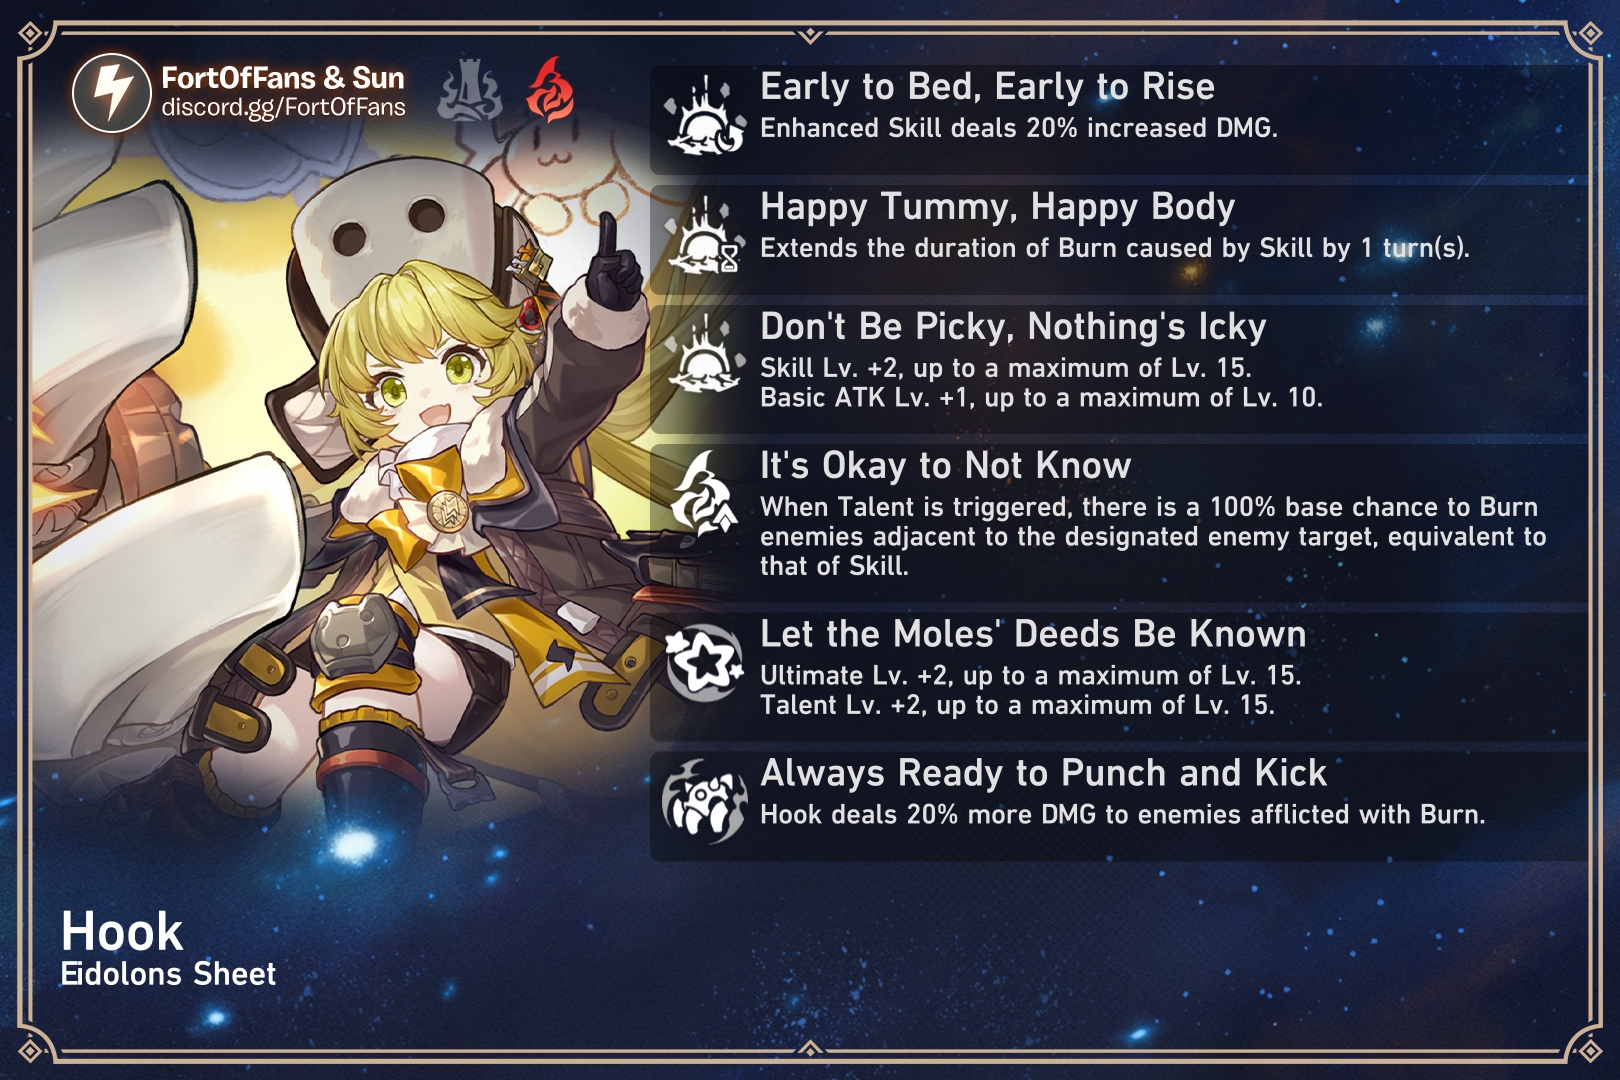 FortOfFans & Sun
discord.gg/FortOfFans
Early to Bed, Early to Rise
Enhanced Skill deals 20% increased DMG.
Happy Tummy, Happy Body
Extends the duration of Burn caused by Skill by 1 turn(s).
Don't Be Picky, Nothing's Icky
Skill Lv. +2, up to a maximum of Lv. 15.
Basic ATK Lv. +1, up to a maximum of Lv. 10.
It's Okay to Not Know
When Talent is triggered, there is a 100% base chance to Burn
enemies adjacent to the designated enemy target, equivalent to
that of Skill.
Let the Moles' Deeds Be Known
Ultimate Lv. +2, up to a maximum of Lv. 15.
Talent Lv. +2, up to a maximum of Lv. 15.
Always Ready to Punch and Kick
Hook deals 20% more DMG to enemies afflicted with Burn.
Hook
Eidolons Sheet